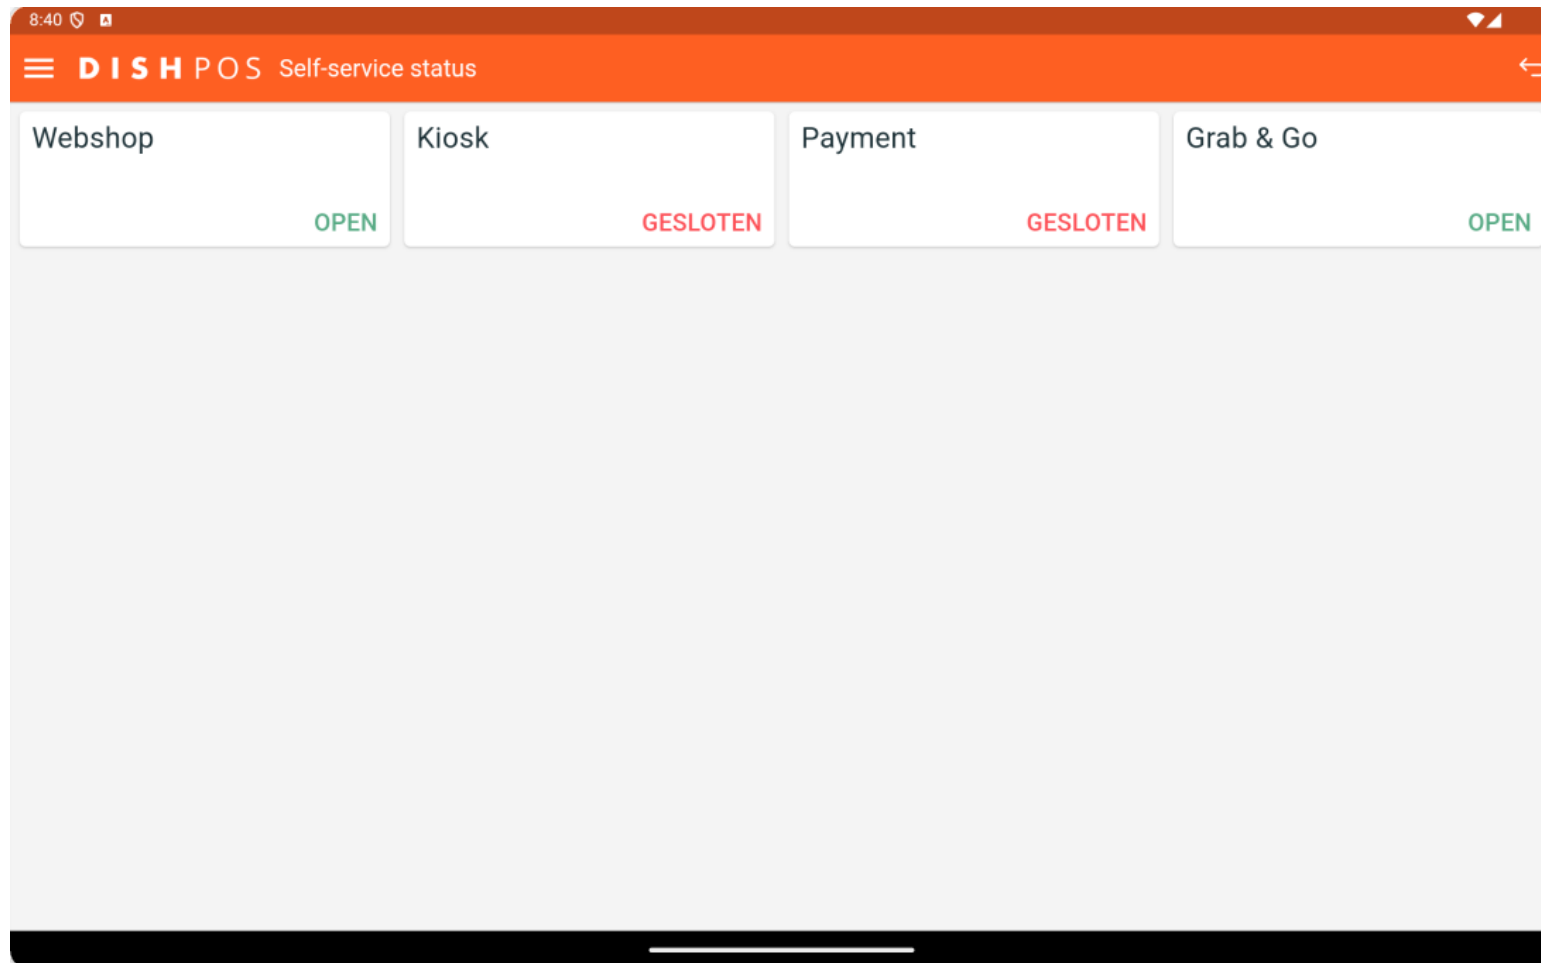 8:40
DISH POS Self-service status
Webshop
OPEN
Kiosk
GESLOTEN
Payment
GESLOTEN
Grab & Go
OPEN